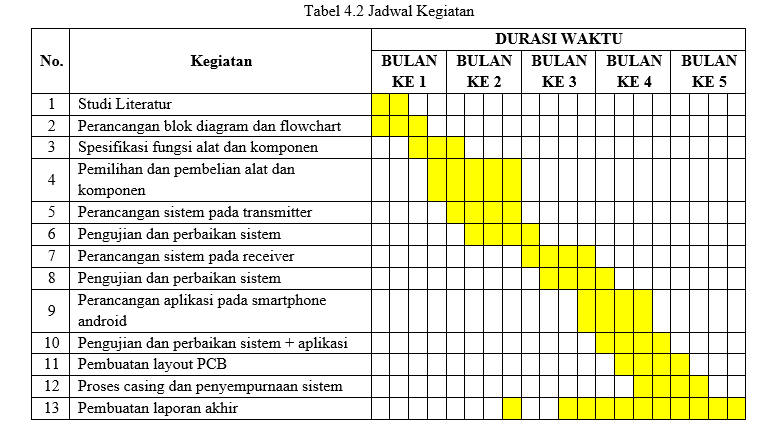 Tabel 4.2 Jadwal Kegiatan
No. Kegiatan DURASI WAKTU
BULAN KE 1 BULAN KE 2 BULAN KE 3 BULAN KE 4 BULAN KE 5
1 Studi Literatur
2 Perancangan blok diagram dan flowchart
3 Spesifikasi fungsi alat dan komponen
4 Pemilihan dan pembelian alat dan
komponen
5 Perancangan sistem pada transmitter
6 Pengujian dan perbaikan sistem
7 Perancangan sistem pada receiver
8 Pengujian dan perbaikan sistem
9 Perancangan aplikasi pada smartphone
android
10 Pengujian dan perbaikan sistem + aplikasi
11 Pembuatan layout PCB
12 Proses casing dan penyempurnaan sistem
13 Pembuatan laporan akhir